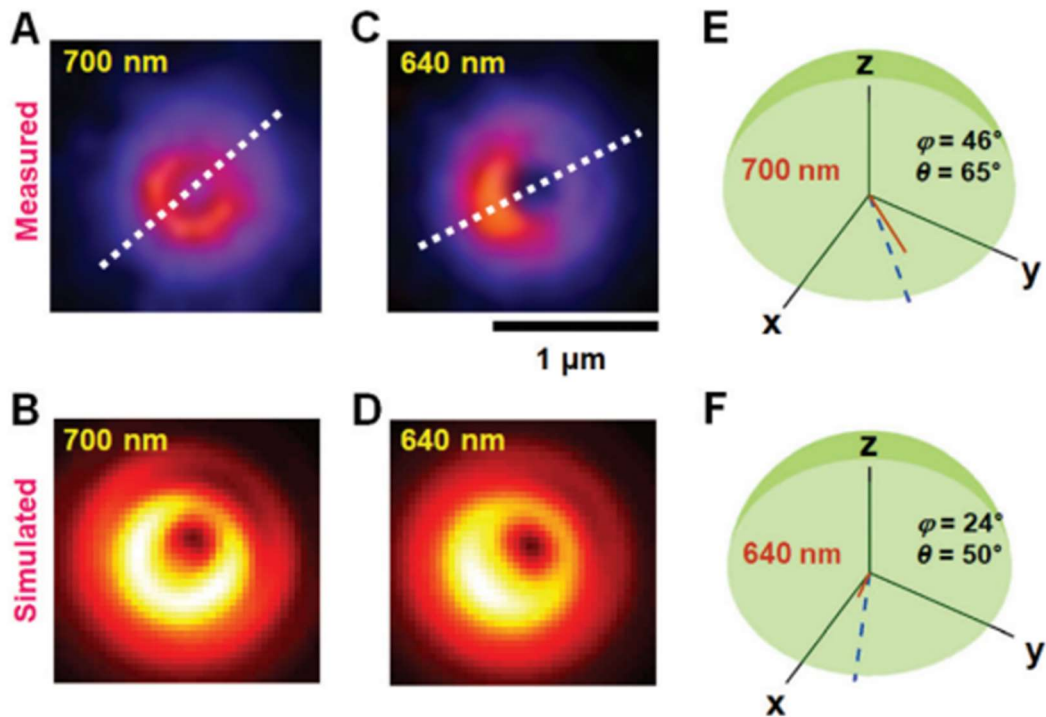 A
700 nm
Measured
C
640 nm
1 μm
E
z
700 nm
φ = 46°
θ = 65°
x
y
B
700 nm
Simulated
D
640 nm
F
z
640 nm
φ = 24°
θ = 50°
x
y